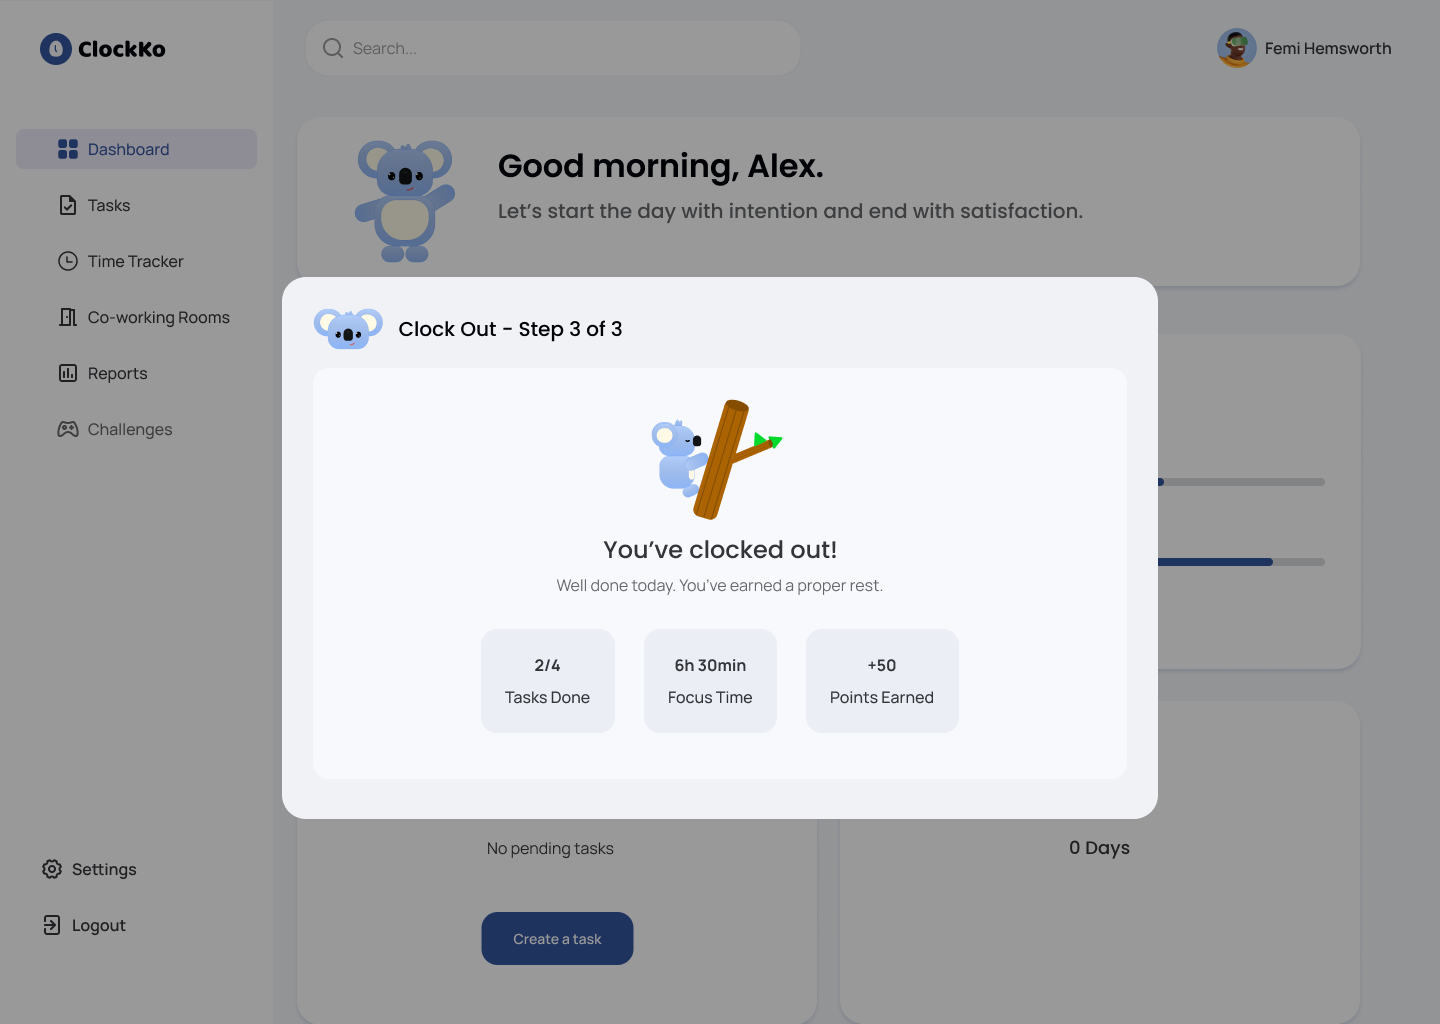 ClockKo
Search...
Femi Hemsworth
Dashboard
Tasks
Time Tracker
Co-working Rooms
Reports
Challenges
Settings
Logout
Good morning, Alex.
Let's start the day with intention and end with satisfaction.
Clock Out - Step 3 of 3
You've clocked out!
Well done today. You've earned a proper rest.
2/4
Tasks Done
6h 30min
Focus Time
+50
Points Earned
No pending tasks
Create a task
0 Days